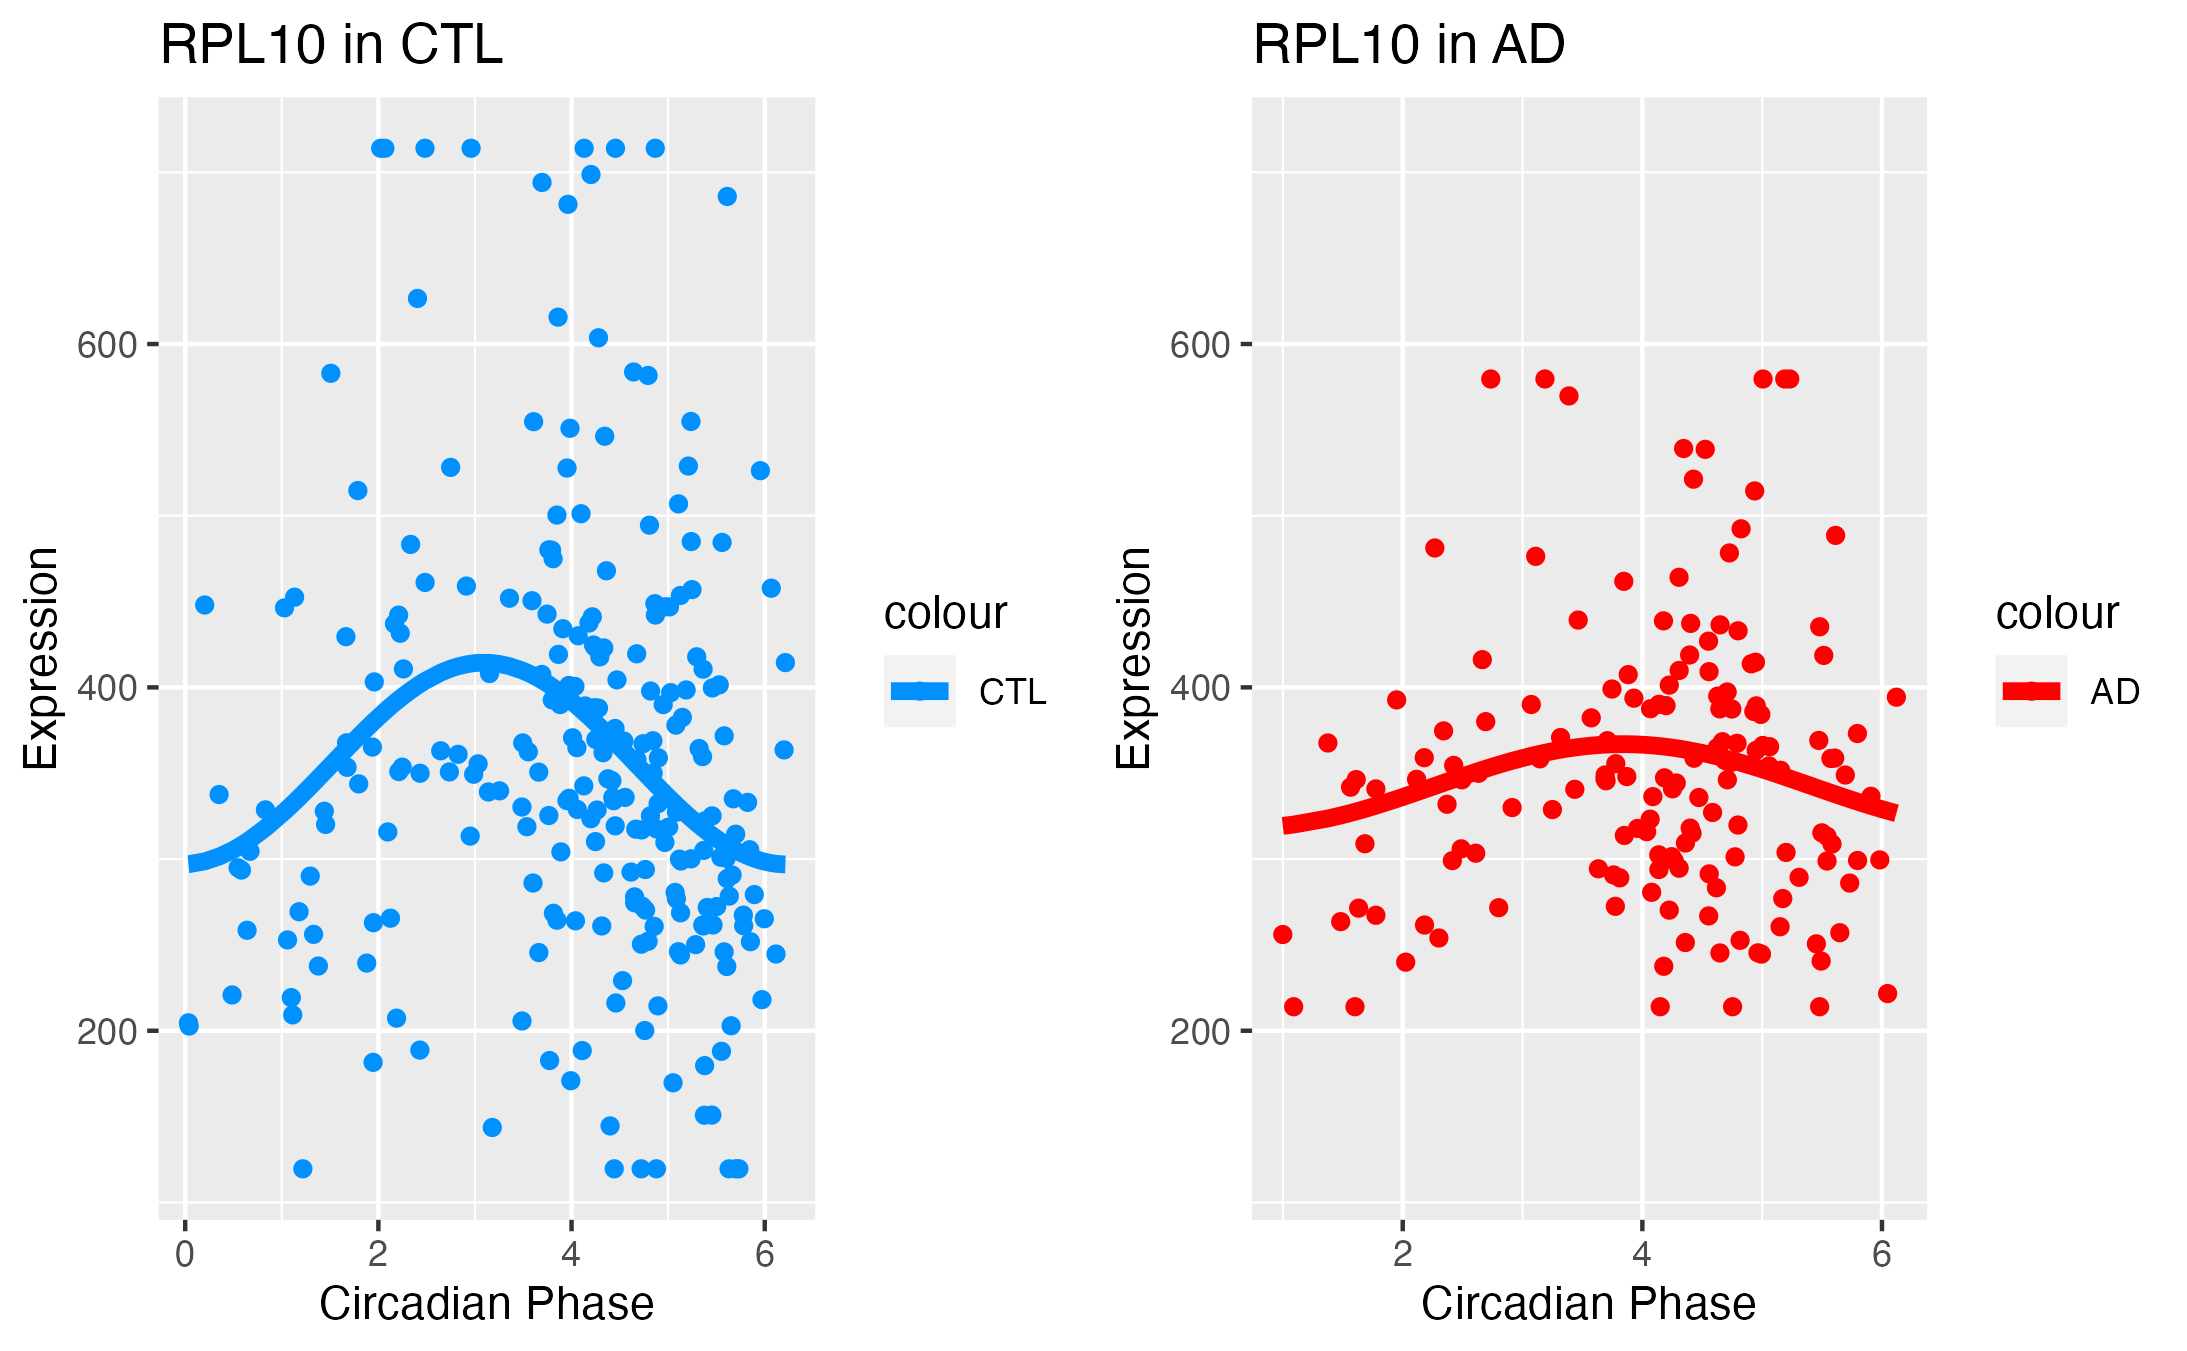 RPL10 in CTL
Expression
600
400
200
0
2
4
6
Circadian Phase
colour
CTL
RPL10 in AD
Expression
600
400
200
2
4
6
Circadian Phase
colour
AD